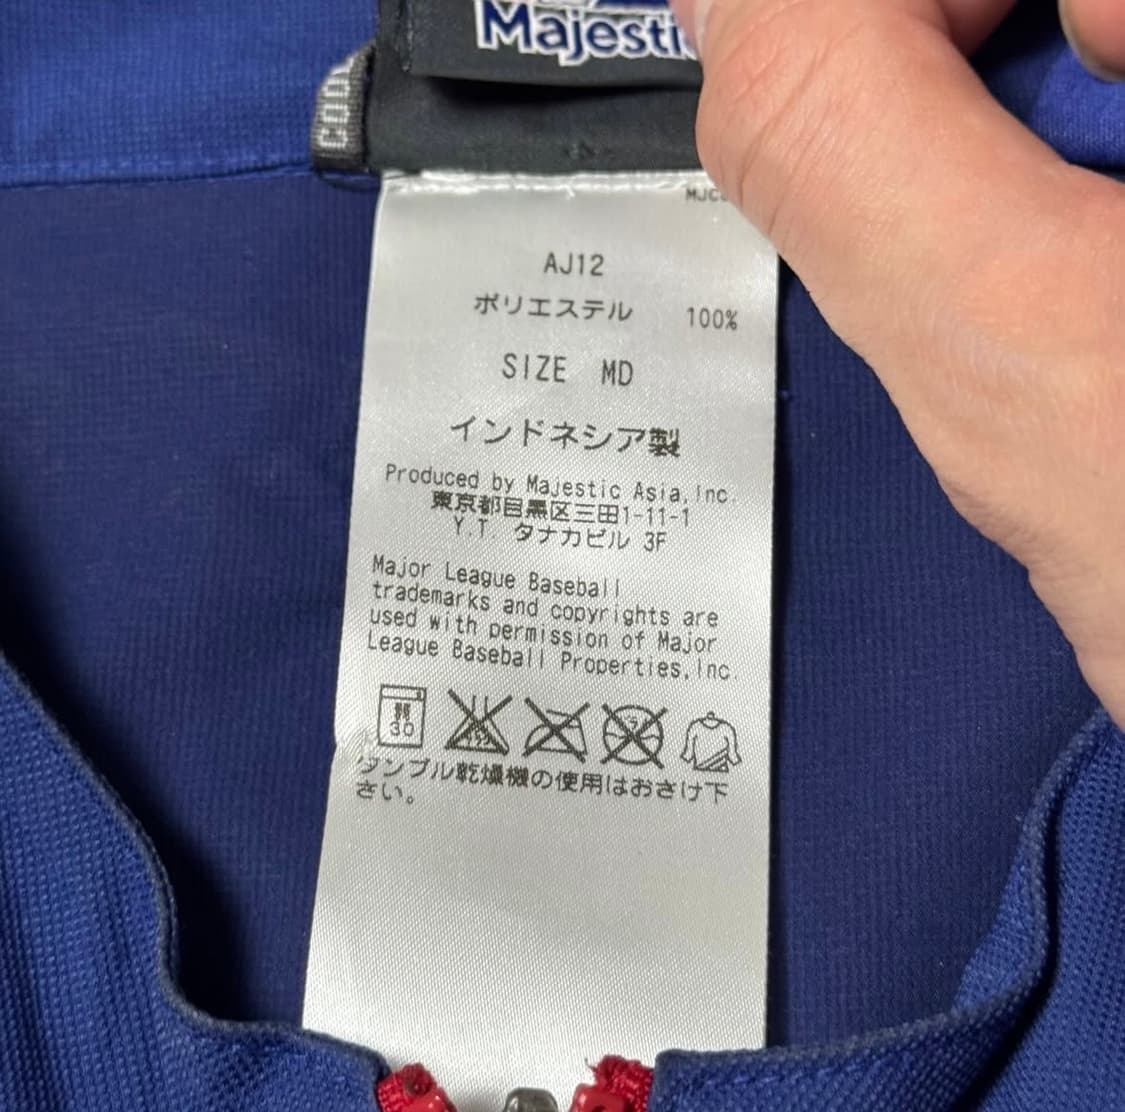 Majestic
COOL
AJ12
ポリエステル 100%
SIZE MD
インドネシア製
Produced by Majestic Asia,Inc.
東京都目黒区三田1-11-1
Y.T. タナカビル 3F
Major League Baseball
trademarks and copyrights are
used with permission of Major
League Baseball Properties,Inc.
弱
30
タンブル乾燥機の使用はおさけ下
さい。